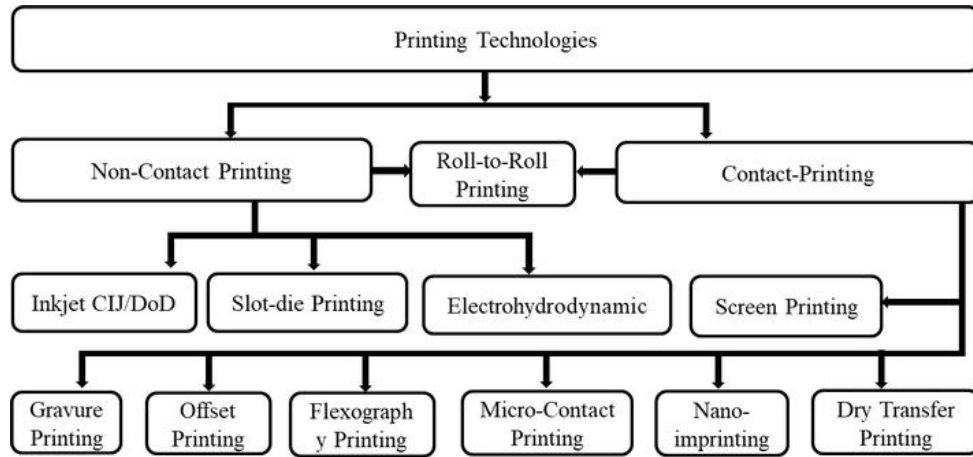 Printing Technologies
Non-Contact Printing
Roll-to-Roll
Printing
Contact-Printing
Inkjet CIJ/DoD
Slot-die Printing
Electrohydrodynamic
Screen Printing
Gravure
Printing
Offset
Printing
Flexograph
y Printing
Micro-Contact
Printing
Nano-
imprinting
Dry Transfer
Printing